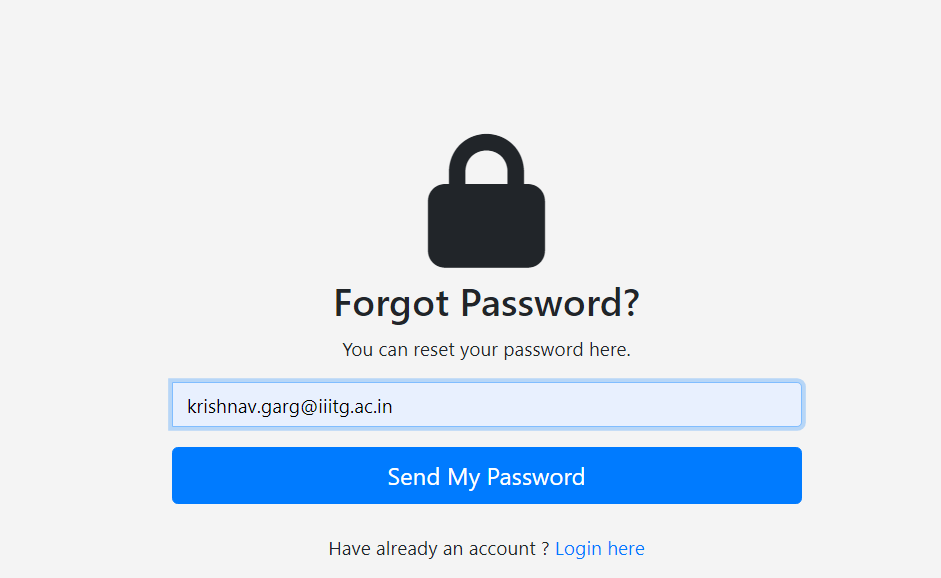 Forgot Password?
You can reset your password here.
krishnav.garg@iiitg.ac.in
Send My Password
Have already an account ? Login here